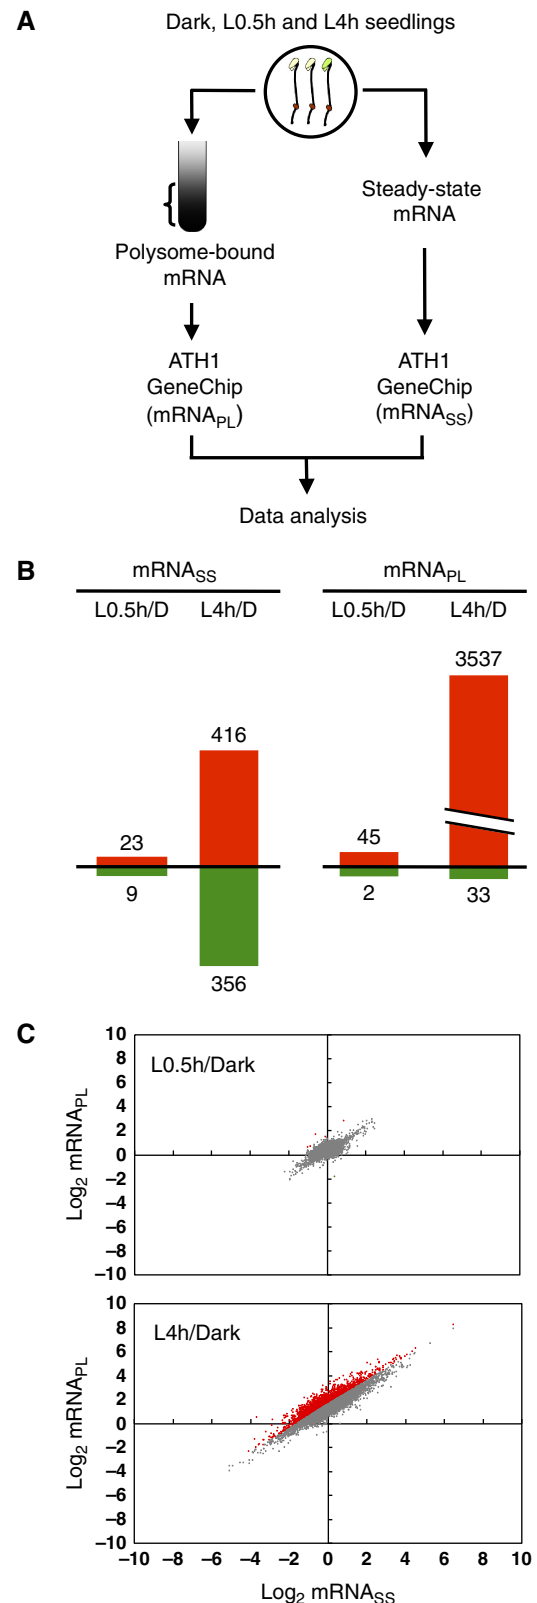 A
Dark, L0.5h and L4h seedlings
Polysome-bound
mRNA
Steady-state
mRNA
ATH1
GeneChip
(mRNAPL)
ATH1
GeneChip
(mRNASS)
Data analysis
B
mRNASS
mRNAPL
L0.5h/D
L4h/D
L0.5h/D
L4h/D
23
9
416
356
45
2
3537
33
C
10
8
6
4
2
0
−2
−4
−6
−8
−10
Log2 mRNAPL
L0.5h/Dark
10
8
6
4
2
0
−2
−4
−6
−8
−10
Log2 mRNAPL
L4h/Dark
−10 −8 −6 −4 −2 0 2 4 6 8 10
Log2 mRNASS